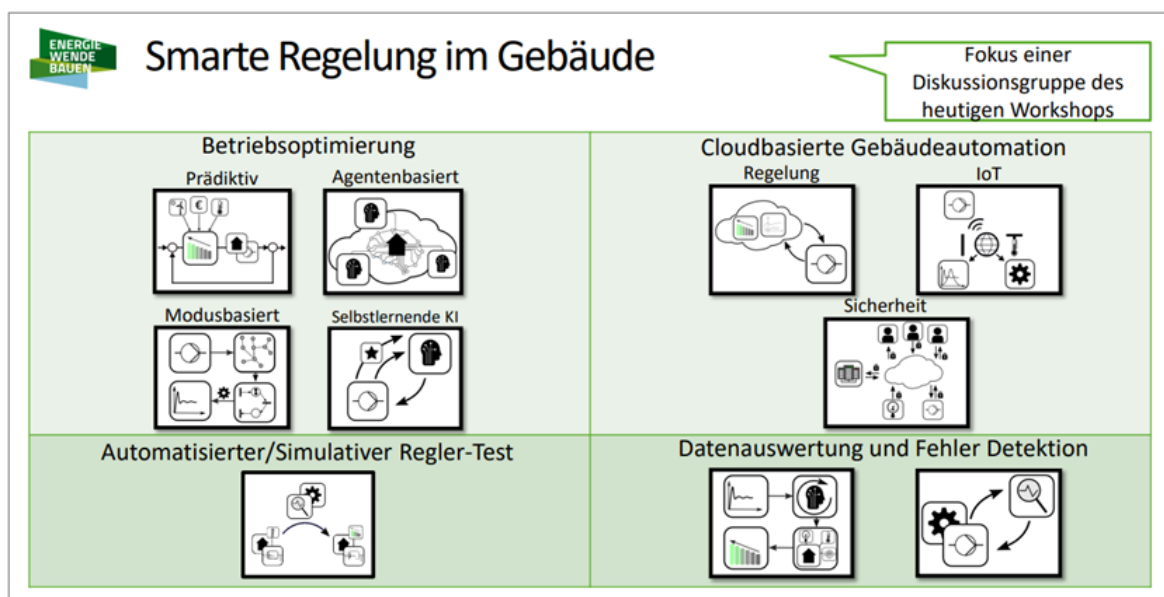 ENERGIE
WENDE
BAUEN
Smarte Regelung im Gebäude
Fokus einer
Diskussionsgruppe des
heutigen Workshops
Betriebsoptimierung
Prädiktiv
Agentenbasiert
€
Modusbasiert
Selbstlernende KI
Cloudbasierte Gebäudeautomation
Regelung
IoT
Sicherheit
Automatisierter/Simulativer Regler-Test
Datenauswertung und Fehler Detektion